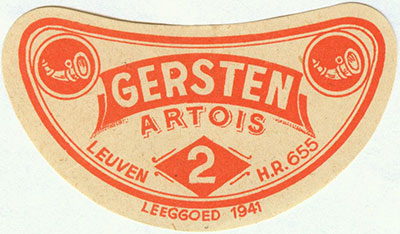 GERSTEN
ARTOIS
LEUVEN 2 H.R. 655
LEEGGOED 1941